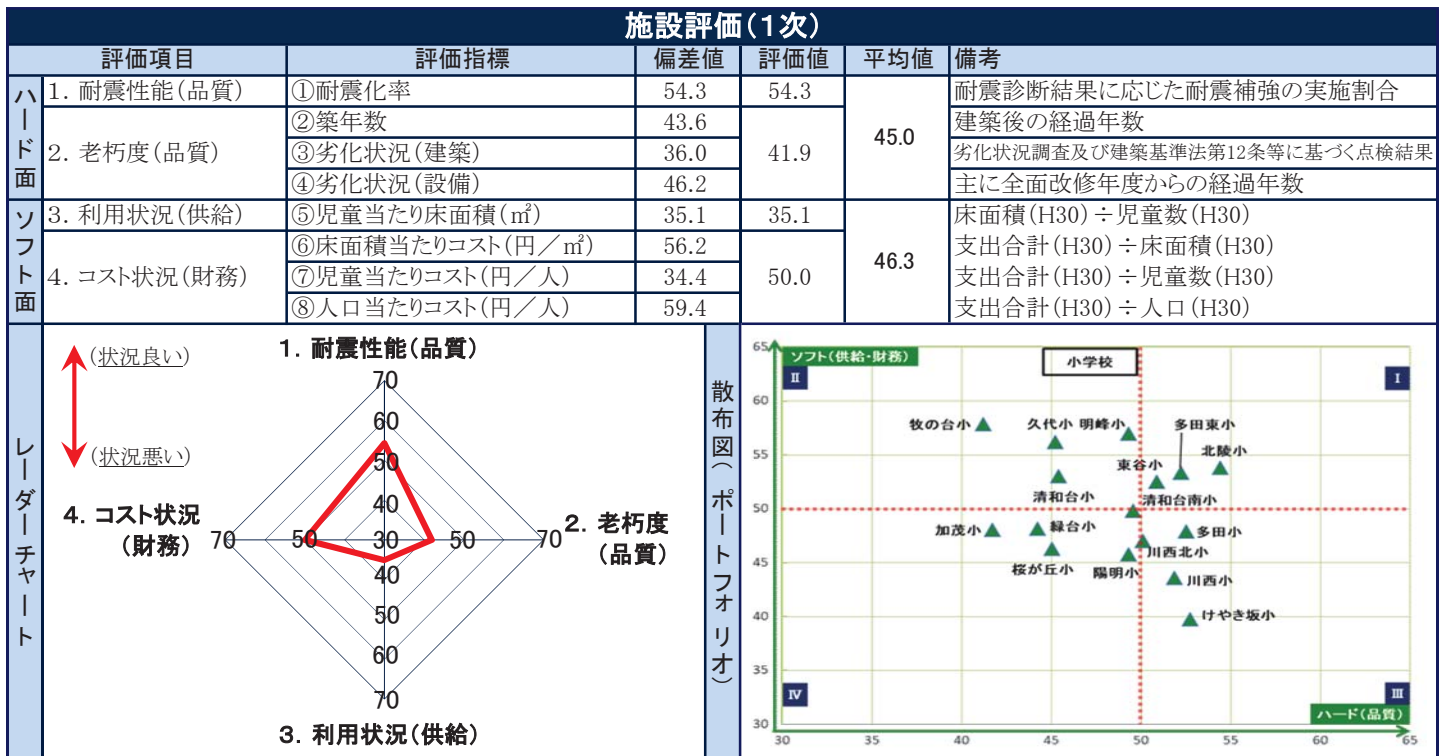 施設評価(1次)
評価項目 評価指標 偏差値 評価値 平均値 備考
ハード面
1. 耐震性能(品質) ①耐震化率 54.3 54.3 45.0 耐震診断結果に応じた耐震補強の実施割合
2. 老朽度(品質) ②築年数 43.6 41.9 建築後の経過年数
③劣化状況(建築) 36.0 劣化状況調査及び建築基準法第12条等に基づく点検結果
④劣化状況(設備) 46.2 主に全面改修年度からの経過年数
ソフト面
3. 利用状況(供給) ⑤児童当たり床面積(㎡) 35.1 35.1 46.3 床面積(H30)÷児童数(H30)
4. コスト状況(財務) ⑥床面積当たりコスト(円/㎡) 56.2 50.0 支出合計(H30)÷床面積(H30)
⑦児童当たりコスト(円/人) 34.4 支出合計(H30)÷児童数(H30)
⑧人口当たりコスト(円/人) 59.4 支出合計(H30)÷人口(H30)
レーダーチャート
(状況良い)
(状況悪い)
1. 耐震性能(品質)
70
60
50
40
4. コスト状況
(財務)
70 50 30 50 70
2. 老朽度
(品質)
40
50
60
70
3. 利用状況(供給)
散布図(ポートフォリオ)
65
ソフト(供給・財務)
小学校
II
I
60
牧の台小
久代小
明峰小
多田東小
55
東谷小
北陵小
清和台小
清和台南小
50
加茂小
緑台小
多田小
川西北小
45
桜が丘小
陽明小
川西小
40
けやき坂小
35
IV
III
ハード(品質)
30
30 35 40 45 50 55 60 65